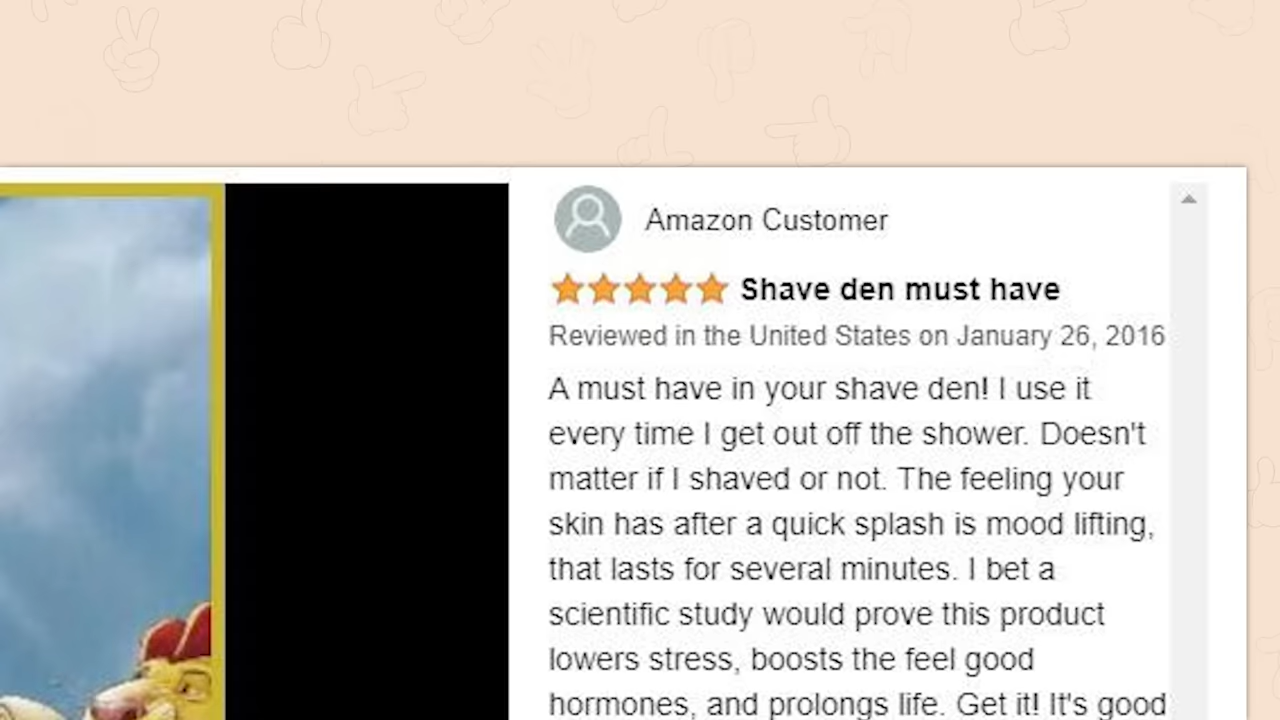 Amazon Customer
Shave den must have
Reviewed in the United States on January 26, 2016
A must have in your shave den! I use it
every time I get out off the shower. Doesn't
matter if I shaved or not. The feeling your
skin has after a quick splash is mood lifting,
that lasts for several minutes. I bet a
scientific study would prove this product
lowers stress, boosts the feel good
hormones, and prolongs life. Get it! It's good